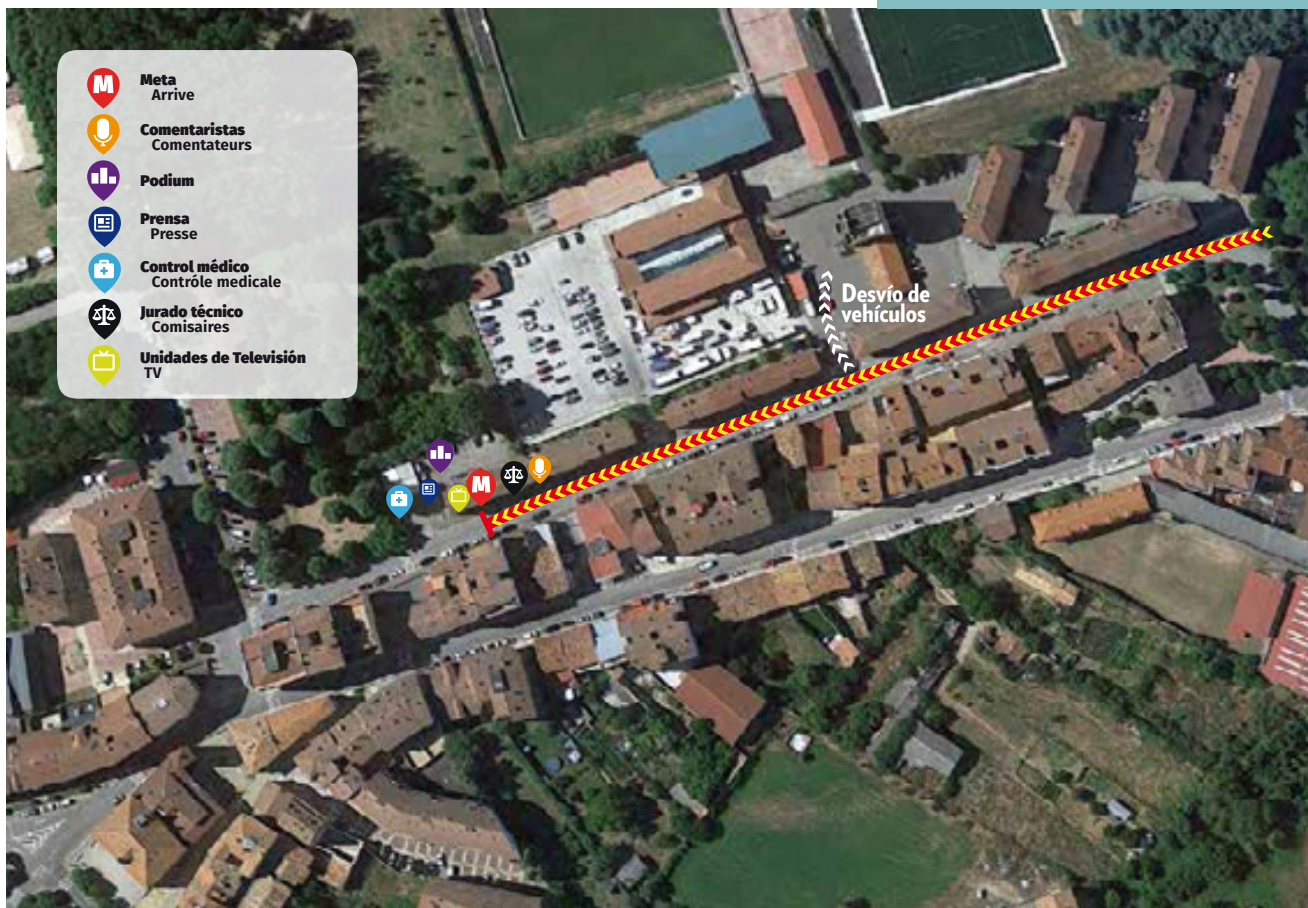 M
Meta
Arrive
Comentaristas
Comentateurs
Podium
Prensa
Presse
Control médico
Contróle medicale
Jurado técnico
Comisaires
Unidades de Televisión
TV
Desvío de
vehículos
M